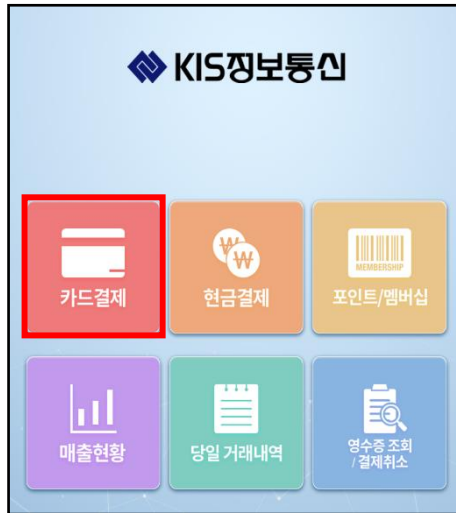 KIS정보통신
카드결제
현금결제
MEMBERSHIP
포인트/멤버십
매출현황
당일 거래내역
영수증 조회
/결제취소